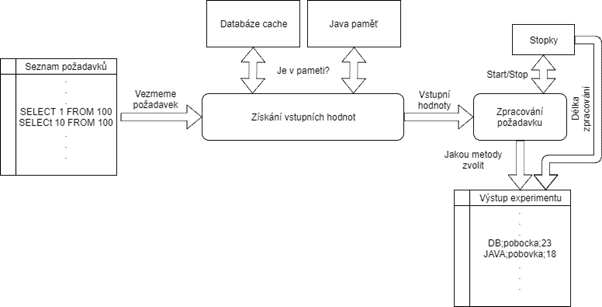 Databáze cache
Java paměť
Stopky
Seznam požadavků
Vezmeme
požadavek
Je v pameti?
Vstupní
hodnoty
Start/Stop
Délka
zpracování
.
.
.
SELECT 1 FROM 100
SELECt 10 FROM 100
.
.
.
Získání vstupních hodnot
Zpracování
požadavku
Jakou metody
zvolit
Výstup experimentu
.
.
.
DB;pobocka;23
JAVA;pobovka;18
.
.
.